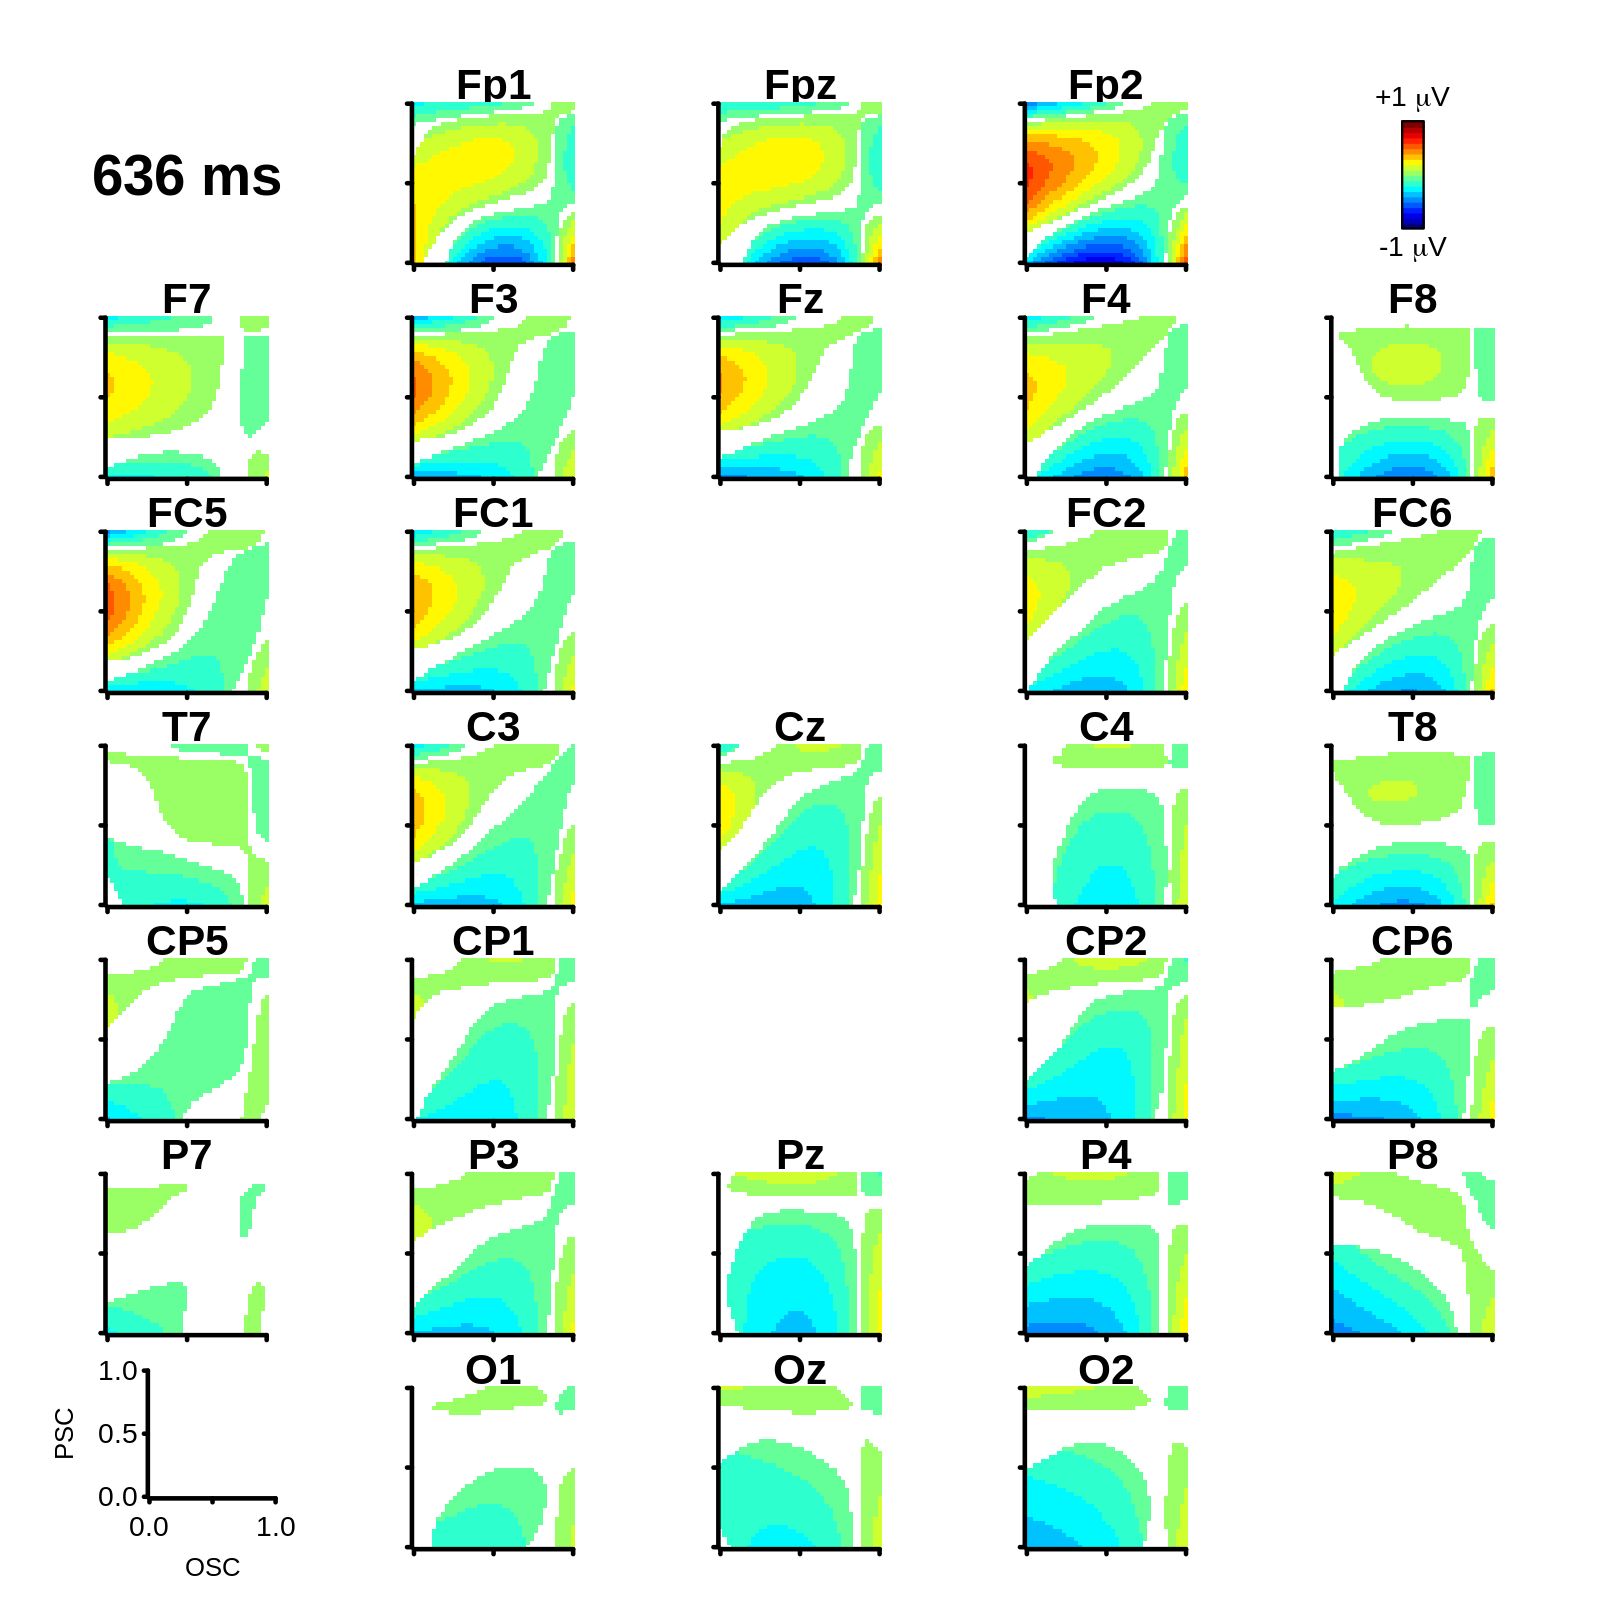 Fp1 Fpz Fp2
+1 μV
636 ms
-1 μV
F7 F3 Fz F4 F8
FC5 FC1 FC2 FC6
T7 C3 Cz C4 T8
CP5 CP1 CP2 CP6
P7 P3 Pz P4 P8
O1 Oz O2
1.0
PSC
0.5
0.0
0.0 1.0
OSC